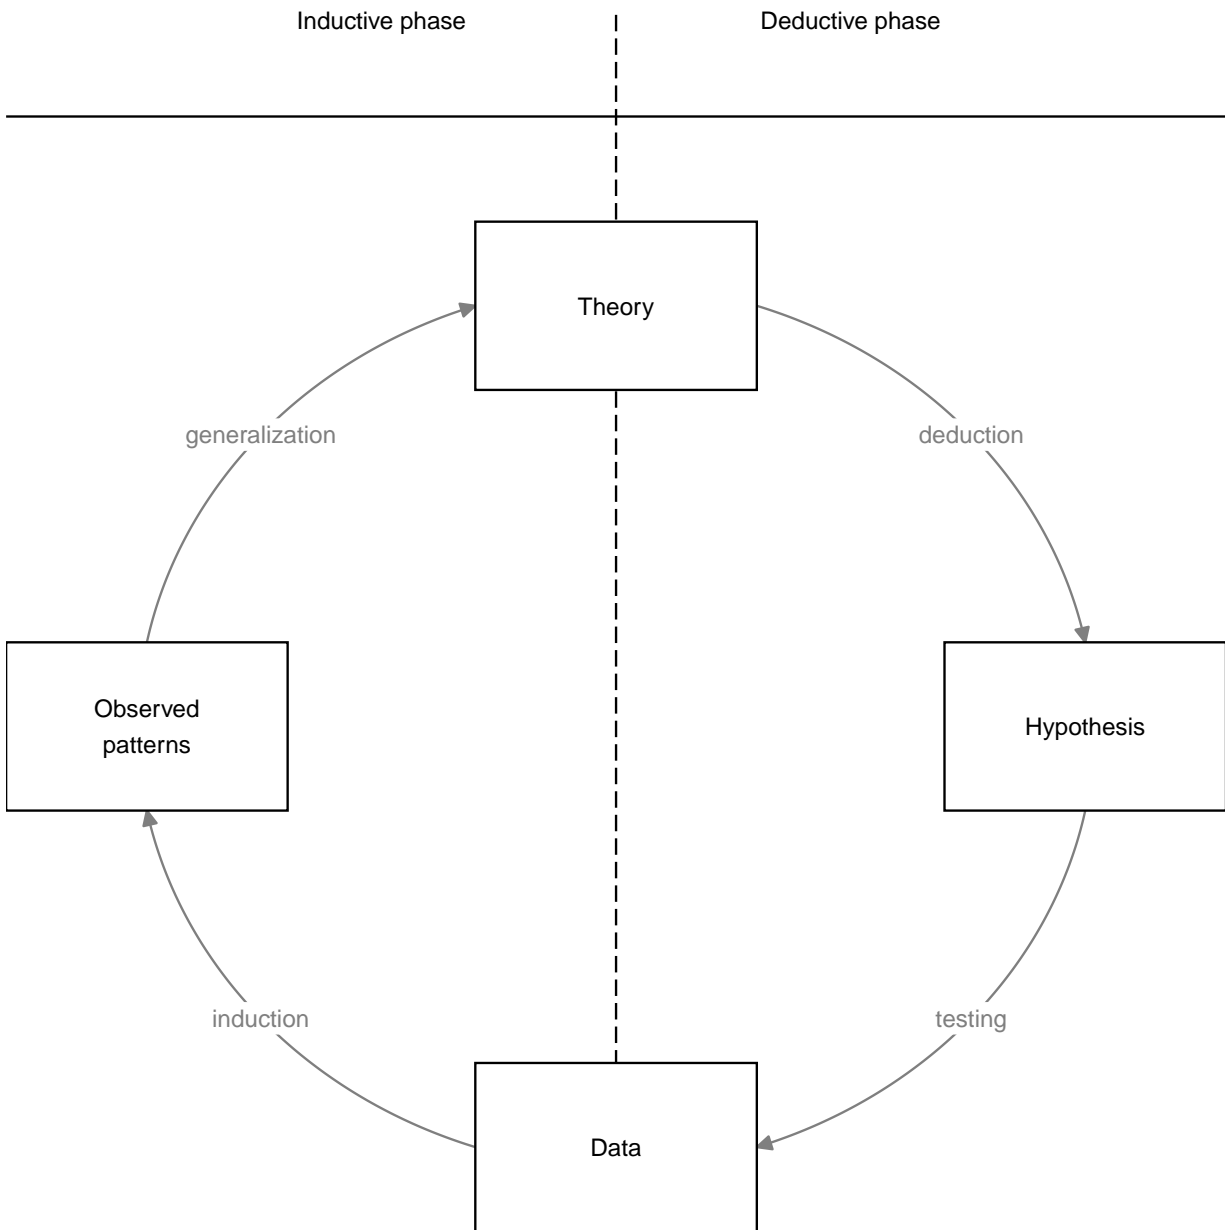 Inductive phase
Deductive phase
Theory
generalization
deduction
Observed
patterns
Hypothesis
induction
testing
Data